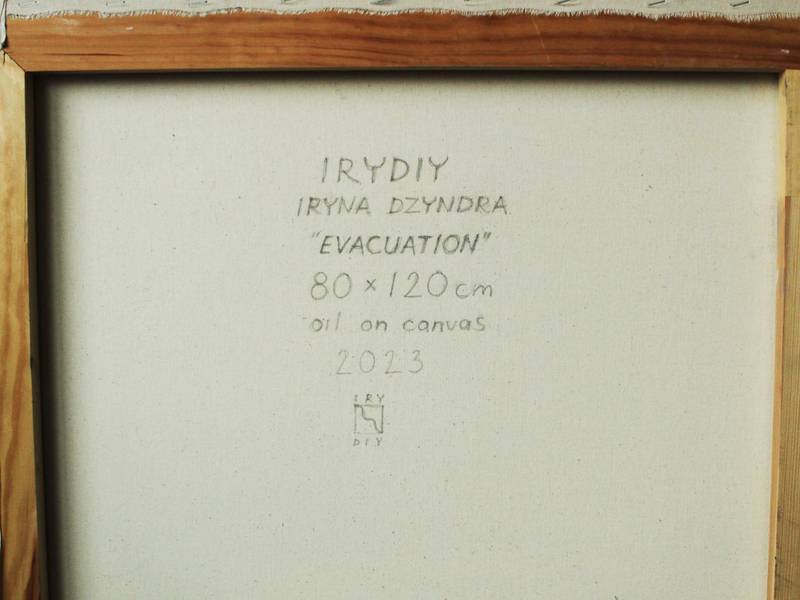 IRYDIY
IRYNA DZYNDRA
"EVACUATION"
80 × 120 cm
oil on canvas
2023
IRY
DIY